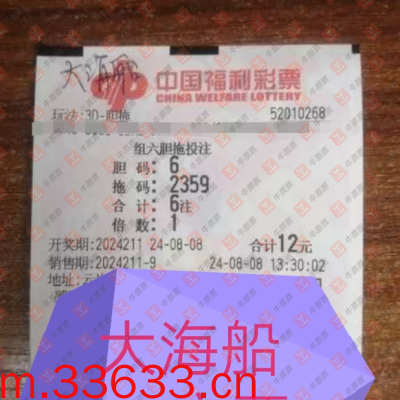 大海船
中国福利彩票
CHINA WELFARE LOTTERY
玩法:3D-胆拖
52010268
组六胆拖投注
胆 码: 6
拖 码: 2359
合 计: 6注
倍 数: 1
开奖期:2024211 24-08-08 合计12元
销售期:2024211-9 24-08-08 13:30:02
地址:
大海船
m.33633.cn